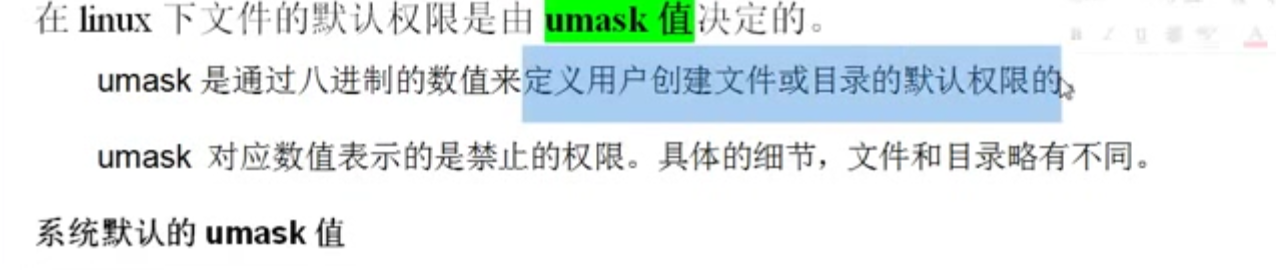 在 linux 下文件的默认权限是由 umask 值决定的。
umask 是通过八进制的数值来定义用户创建文件或目录的默认权限的
umask 对应数值表示的是禁止的权限。具体的细节，文件和目录略有不同。
系统默认的 umask 值